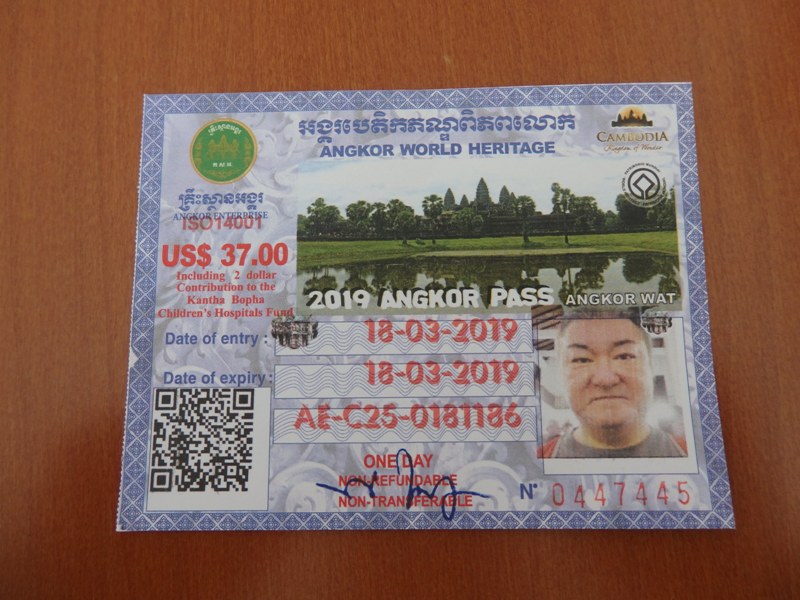 អង្គរបេតិកភណ្ឌពិភពលោក
ANGKOR WORLD HERITAGE
CAMBODIA
Kingdom of Wonder
គ្រឹះស្ថានអង្គរ
ANGKOR ENTERPRISE
ISO14001
US$ 37.00
Including 2 dollar
Contribution to the
Kantha Bopha
Children's Hospitals Fund
2019 ANGKOR PASS ANGKOR WAT
Date of entry : 18-03-2019
Date of expiry : 18-03-2019
AE-C25-0181186
ONE DAY
NON-REFUNDABLE
NON-TRANSFERABLE
N° 0447445